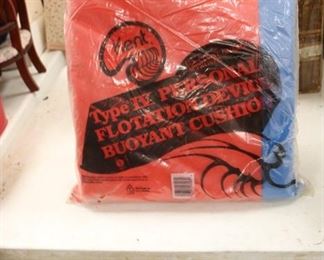 Kent
Type IV PERSONAL
FLOTATION DEVICE
BUOYANT CUSHION